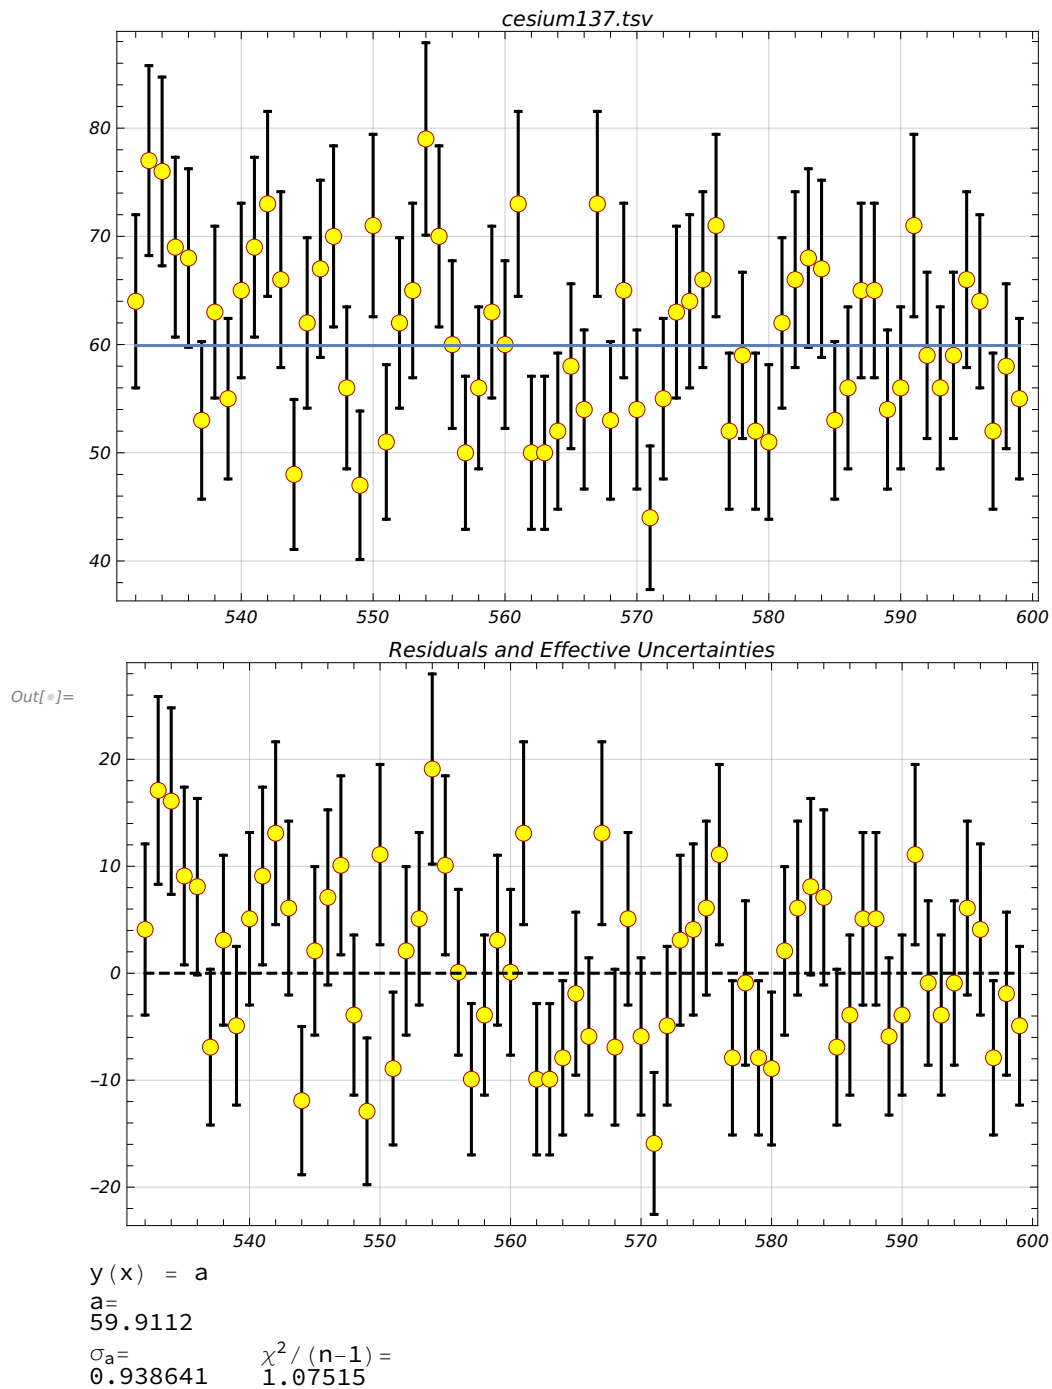 cesium137.tsv
80
70
60
50
40
540 550 560 570 580 590 600
Residuals and Effective Uncertainties
Out[•]=
20
10
0
−10
−20
540 550 560 570 580 590 600
y(x) = a
a=
59.9112
σa= χ²/(n-1)=
0.938641 1.07515